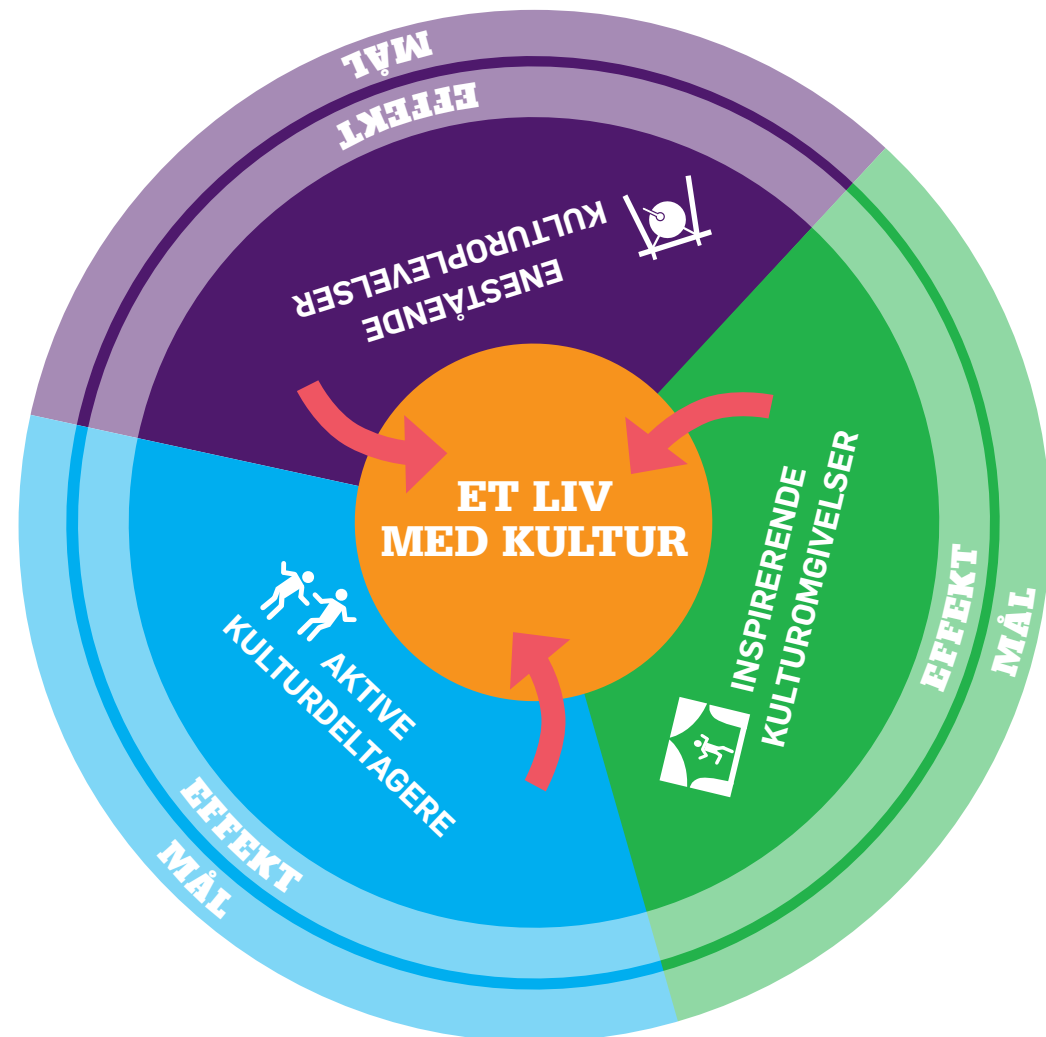 MÅL
EFFEKT
ENESTÅENDE
KULTUROPLEVELSER
ET LIV
MED KULTUR
INSPIRERENDE
KULTUROMGIVELSER
EFFEKT
MÅL
AKTIVE
KULTURDELTAGERE
EFFEKT
MÅL